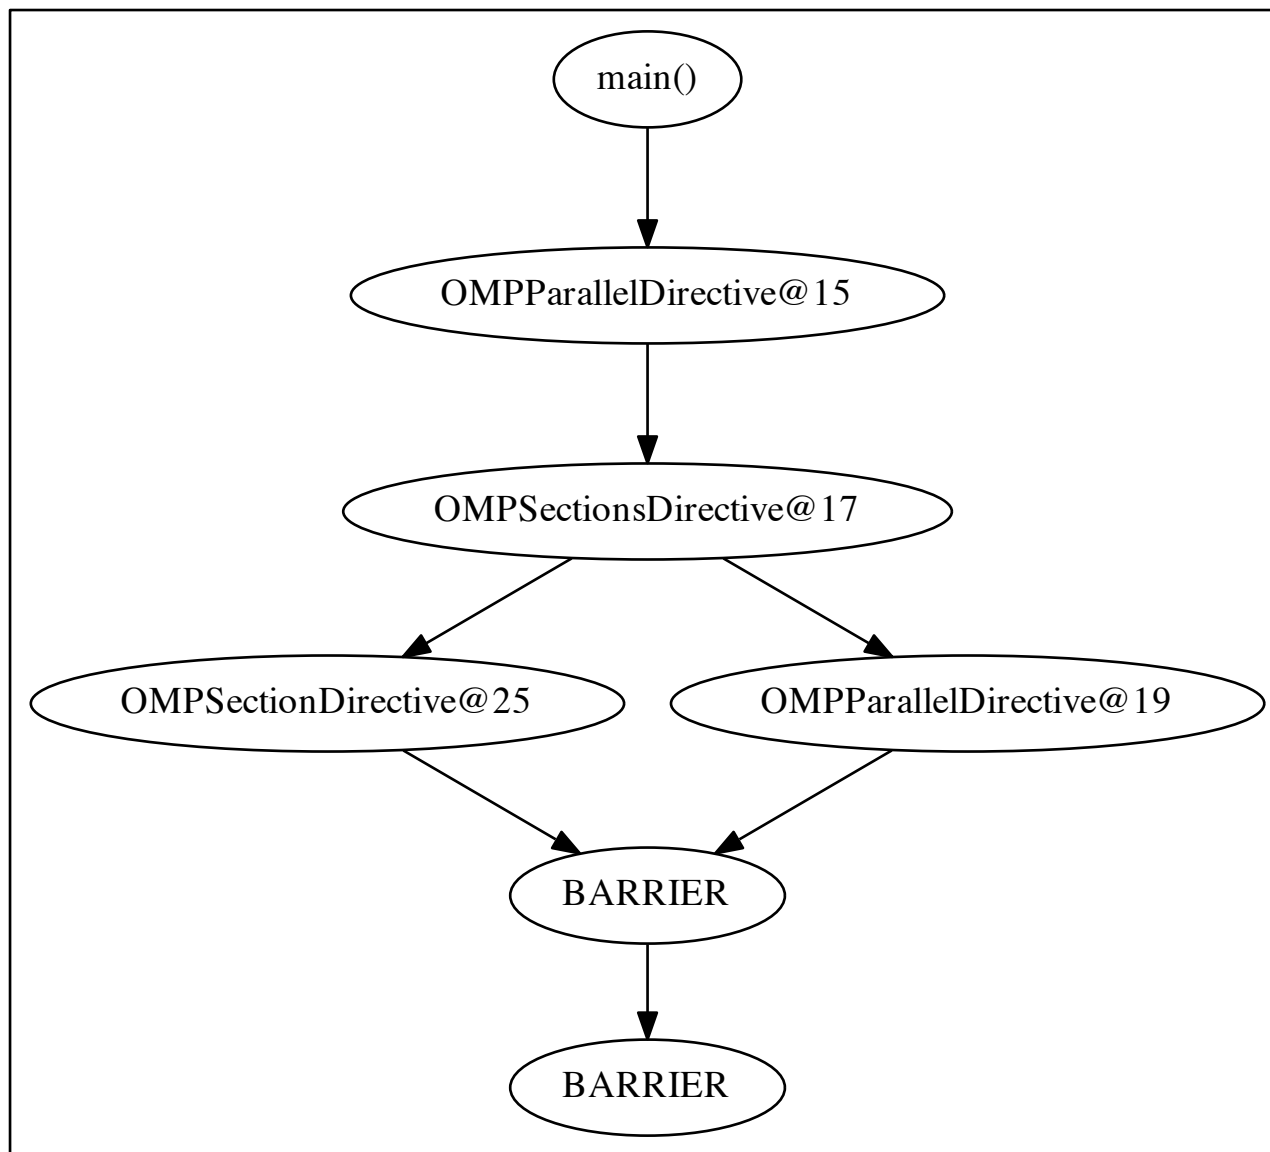 main()
OMPParallelDirective@15
OMPSectionsDirective@17
OMPSectionDirective@25
OMPParallelDirective@19
BARRIER
BARRIER